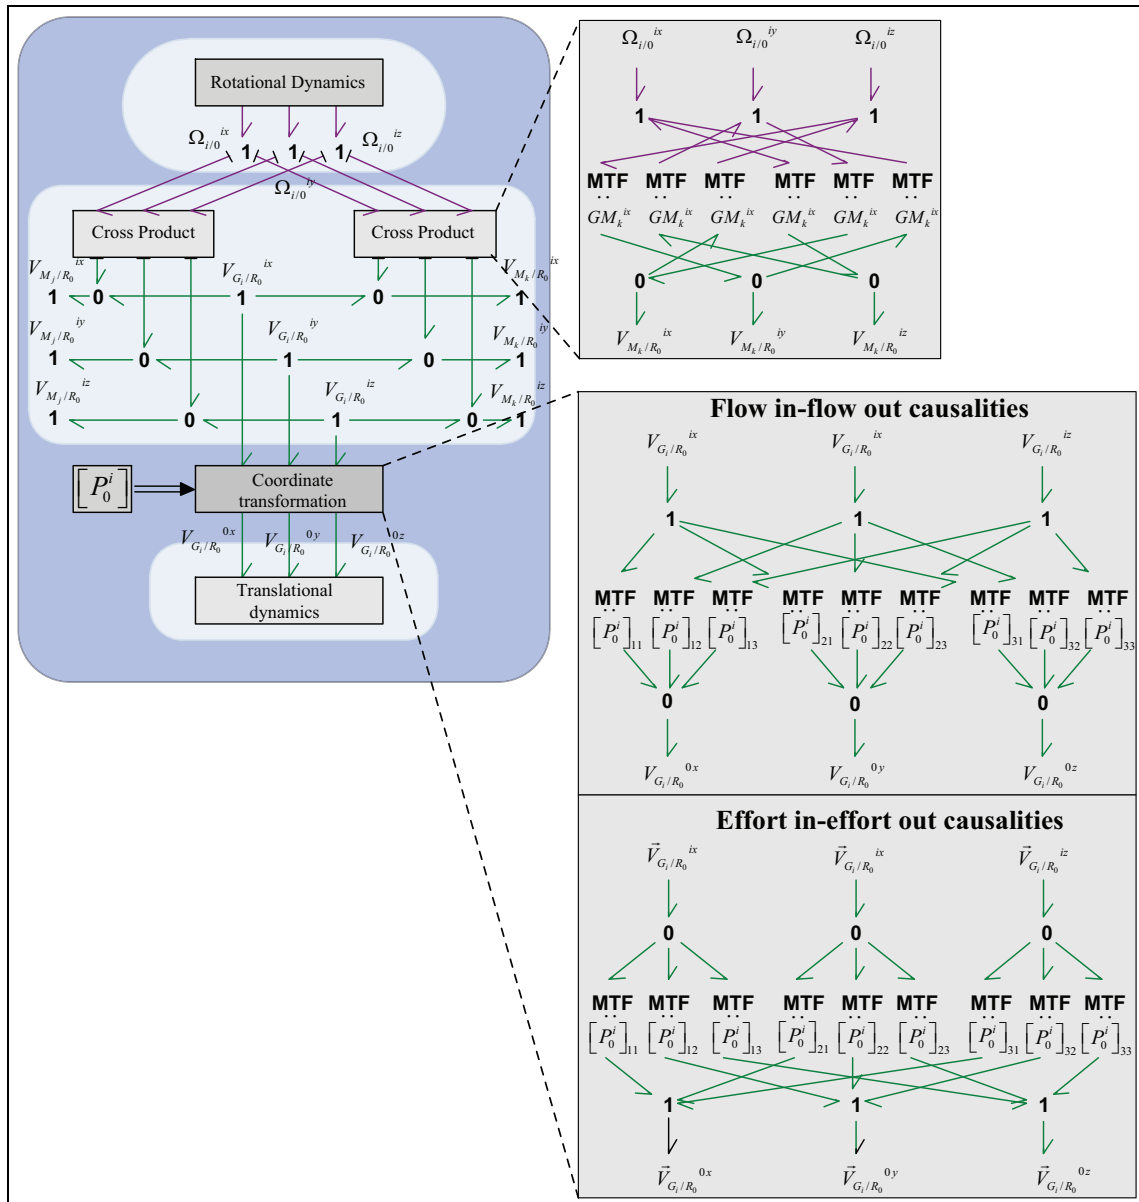 Rotational Dynamics
Ω_{i/0}^{ix} 1 1 1 Ω_{i/0}^{iz}
Ω_{i/0}^{iy}
Cross Product Cross Product
V_{M_j/R_0}^{ix} V_{G_i/R_0}^{ix} V_{M_k/R_0}^{ix}
1 0 1 0 1
V_{M_j/R_0}^{iy} V_{G_i/R_0}^{iy} V_{M_k/R_0}^{iy}
1 0 1 0 1
V_{M_j/R_0}^{iz} V_{G_i/R_0}^{iz} V_{M_k/R_0}^{iz}
1 0 1 0 1
[P_0^i] Coordinate
transformation
V_{G_i/R_0}^{0x} V_{G_i/R_0}^{0y} V_{G_i/R_0}^{0z}
Translational
dynamics
Ω_{i/0}^{ix} Ω_{i/0}^{iy} Ω_{i/0}^{iz}
1 1 1
MTF MTF MTF MTF MTF MTF
.. .. .. .. .. ..
GM_k^{ix} GM_k^{ix} GM_k^{ix} GM_k^{ix} GM_k^{ix} GM_k^{ix}
0 0 0
V_{M_k/R_0}^{ix} V_{M_k/R_0}^{iy} V_{M_k/R_0}^{iz}
Flow in-flow out causalities
V_{G_i/R_0}^{ix} V_{G_i/R_0}^{ix} V_{G_i/R_0}^{iz}
1 1 1
MTF MTF MTF MTF MTF MTF MTF MTF MTF
.. .. .. .. .. .. .. .. ..
[P_0^i]_{11} [P_0^i]_{12} [P_0^i]_{13} [P_0^i]_{21} [P_0^i]_{22} [P_0^i]_{23} [P_0^i]_{31} [P_0^i]_{32} [P_0^i]_{33}
0 0 0
V_{G_i/R_0}^{0x} V_{G_i/R_0}^{0y} V_{G_i/R_0}^{0z}
Effort in-effort out causalities
\vec{V}_{G_i/R_0}^{ix} \vec{V}_{G_i/R_0}^{ix} \vec{V}_{G_i/R_0}^{iz}
0 0 0
MTF MTF MTF MTF MTF MTF MTF MTF MTF
.. .. .. .. .. .. .. .. ..
[P_0^i]_{11} [P_0^i]_{12} [P_0^i]_{13} [P_0^i]_{21} [P_0^i]_{22} [P_0^i]_{23} [P_0^i]_{31} [P_0^i]_{32} [P_0^i]_{33}
1 1 1
\vec{V}_{G_i/R_0}^{0x} \vec{V}_{G_i/R_0}^{0y} \vec{V}_{G_i/R_0}^{0z}